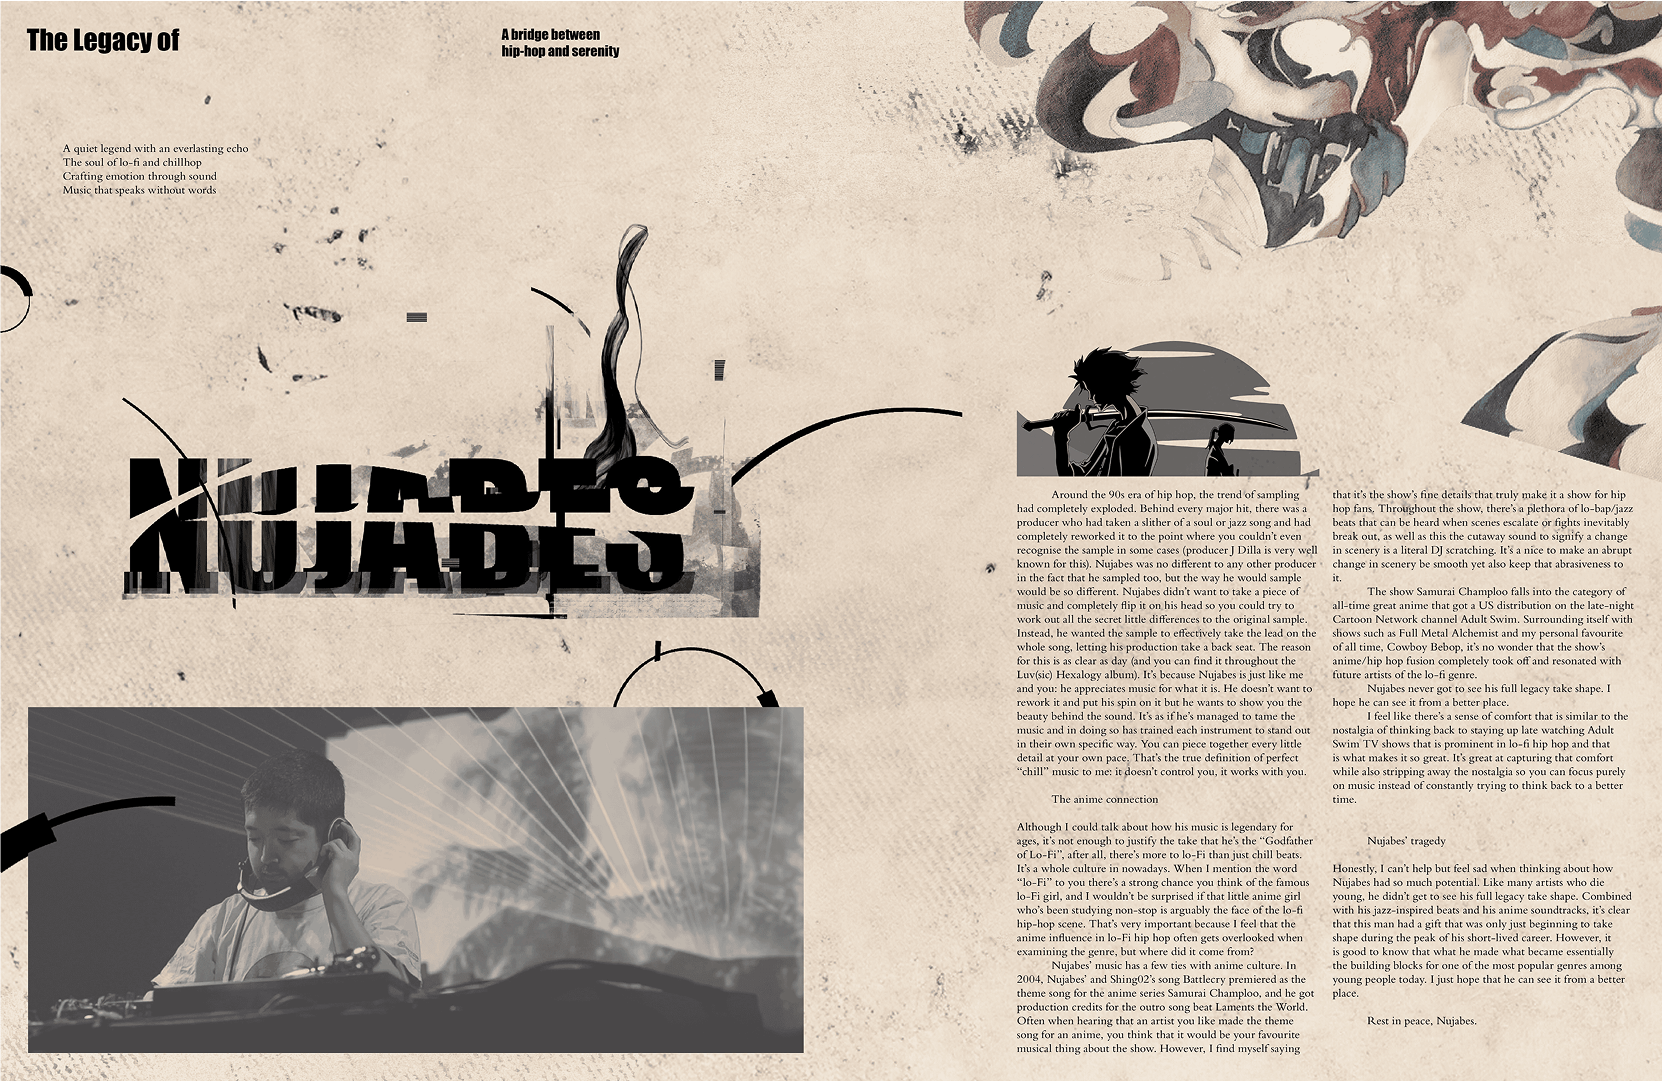 The Legacy of
A bridge between
hip-hop and serenity
A quiet legend with an everlasting echo
The soul of lo-fi and chillhop
Crafting emotion through sound
Music that speaks without words
NUJABES
NUJABES
Around the 90s era of hip hop, the trend of sampling
had completely exploded. Behind every major hit, there was a
producer who had taken a slither of a soul or jazz song and had
completely reworked it to the point where you couldn't even
recognise the sample in some cases (producer J Dilla is very well
known for this). Nujabes was no different to any other producer
in the fact that he sampled too, but the way he would sample
would be so different. Nujabes didn't want to take a piece of
music and completely flip it on his head so you could try to
work out all the secret little differences to the original sample.
Instead, he wanted the sample to effectively take the lead on the
whole song, letting his production take a back seat. The reason
for this is as clear as day (and you can find it throughout the
Luv(sic) Hexalogy album). It's because Nujabes is just like me
and you: he appreciates music for what it is. He doesn't want to
rework it and put his spin on it but he wants to show you the
beauty behind the sound. It's as if he's managed to tame the
music and in doing so has trained each instrument to stand out
in their own specific way. You can piece together every little
detail at your own pace. That's the true definition of perfect
“chill” music to me: it doesn't control you, it works with you.
The anime connection
Although I could talk about how his music is legendary for
ages, it's not enough to justify the take that he's the “Godfather
of Lo-Fi”, after all, there's more to lo-Fi than just chill beats.
It's a whole culture in nowadays. When I mention the word
“lo-Fi” to you there's a strong chance you think of the famous
lo-Fi girl, and I wouldn't be surprised if that little anime girl
who's been studying non-stop is arguably the face of the lo-fi
hip-hop scene. That's very important because I feel that the
anime influence in lo-Fi hip hop often gets overlooked when
examining the genre, but where did it come from?
Nujabes' music has a few ties with anime culture. In
2004, Nujabes' and Shing02's song Battlecry premiered as the
theme song for the anime series Samurai Champloo, and he got
production credits for the outro song beat Laments the World.
Often when hearing that an artist you like made the theme
song for an anime, you think that it would be your favourite
musical thing about the show. However, I find myself saying
that it's the show's fine details that truly make it a show for hip
hop fans. Throughout the show, there's a plethora of lo-bap/jazz
beats that can be heard when scenes escalate or fights inevitably
break out, as well as this the cutaway sound to signify a change
in scenery is a literal DJ scratching. It's a nice to make an abrupt
change in scenery be smooth yet also keep that abrasiveness to
it.
The show Samurai Champloo falls into the category of
all-time great anime that got a US distribution on the late-night
Cartoon Network channel Adult Swim. Surrounding itself with
shows such as Full Metal Alchemist and my personal favourite
of all time, Cowboy Bebop, it's no wonder that the show's
anime/hip hop fusion completely took off and resonated with
future artists of the lo-fi genre.
Nujabes never got to see his full legacy take shape. I
hope he can see it from a better place.
I feel like there's a sense of comfort that is similar to the
nostalgia of thinking back to staying up late watching Adult
Swim TV shows that is prominent in lo-fi hip hop and that
is what makes it so great. It's great at capturing that comfort
while also stripping away the nostalgia so you can focus purely
on music instead of constantly trying to think back to a better
time.
Nujabes' tragedy
Honestly, I can't help but feel sad when thinking about how
Nujabes had so much potential. Like many artists who die
young, he didn't get to see his full legacy take shape. Combined
with his jazz-inspired beats and his anime soundtracks, it's clear
that this man had a gift that was only just beginning to take
shape during the peak of his short-lived career. However, it
is good to know that what he made what became essentially
the building blocks for one of the most popular genres among
young people today. I just hope that he can see it from a better
place.
Rest in peace, Nujabes.